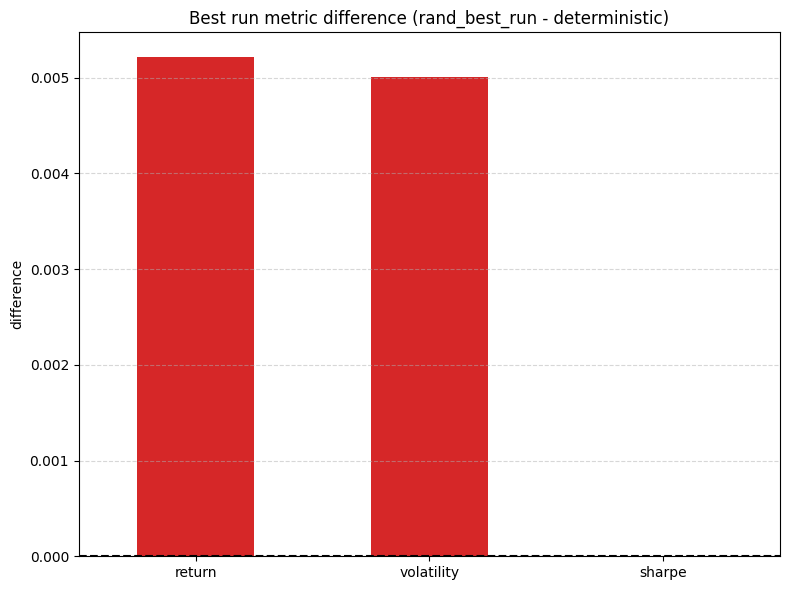 Best run metric difference (rand_best_run - deterministic)
0.005
0.004
0.003
0.002
0.001
0.000
difference
return volatility sharpe